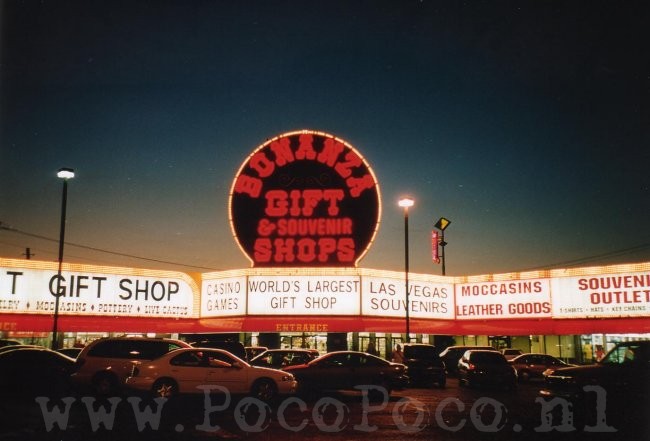 BONANZA
GIFT
& SOUVENIR
SHOPS
T GIFT SHOP
LRY ◆ MOCCASINS ◆ POTTERY ◆ LIVE CACTUS
CASINO
GAMES
WORLD'S LARGEST
GIFT SHOP
LAS VEGAS
SOUVENIRS
MOCCASINS
LEATHER GOODS
SOUVENI
OUTLET
T-SHIRTS · HATS · KEY CHAINS
ENTRANCE
www.PocoPoco.nl